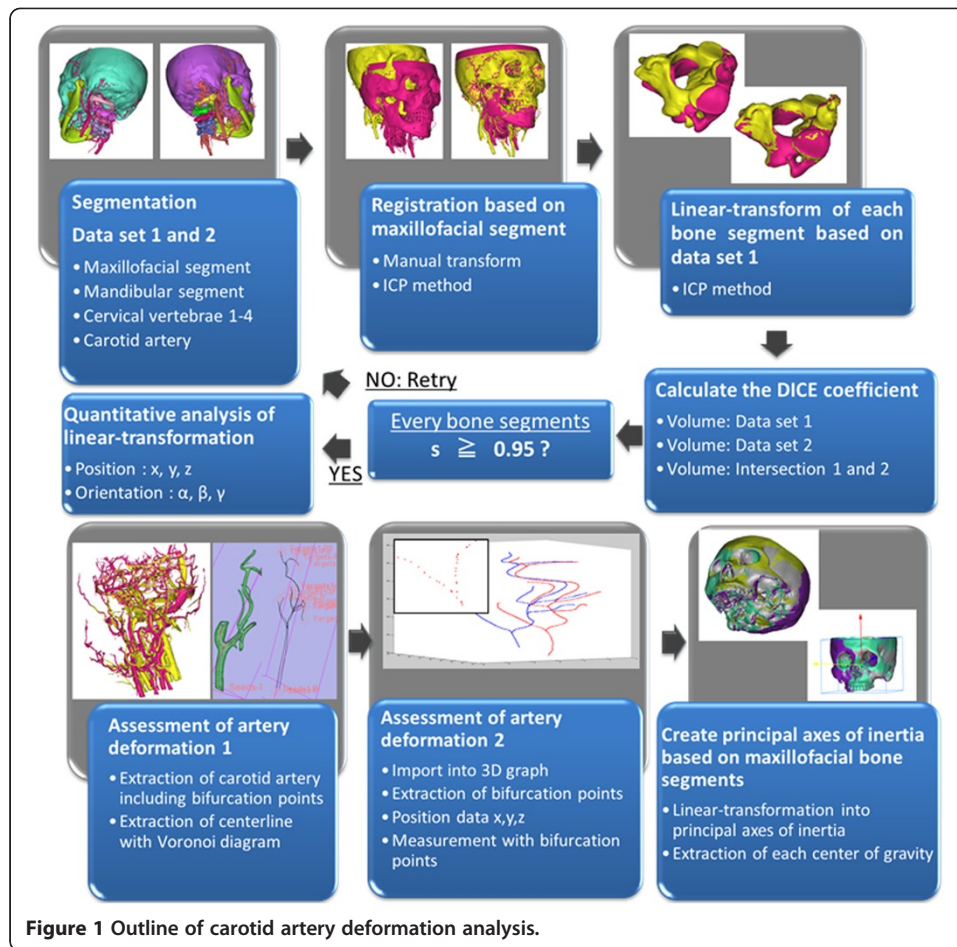 Segmentation
Data set 1 and 2
• Maxillofacial segment
• Mandibular segment
• Cervical vertebrae 1-4
• Carotid artery
Registration based on
maxillofacial segment
• Manual transform
• ICP method
Linear-transform of each
bone segment based on
data set 1
• ICP method
Calculate the DICE coefficient
• Volume: Data set 1
• Volume: Data set 2
• Volume: Intersection 1 and 2
Every bone segments
s ≧ 0.95 ?
NO: Retry
YES
Quantitative analysis of
linear-transformation
• Position : x, y, z
• Orientation : α, β, γ
Assessment of artery
deformation 1
• Extraction of carotid artery
including bifurcation points
• Extraction of centerline
with Voronoi diagram
Assessment of artery
deformation 2
• Import into 3D graph
• Extraction of bifurcation points
• Position data x,y,z
• Measurement with bifurcation
points
Create principal axes of inertia
based on maxillofacial bone
segments
• Linear-transformation into
principal axes of inertia
• Extraction of each center of gravity
Figure 1 Outline of carotid artery deformation analysis.